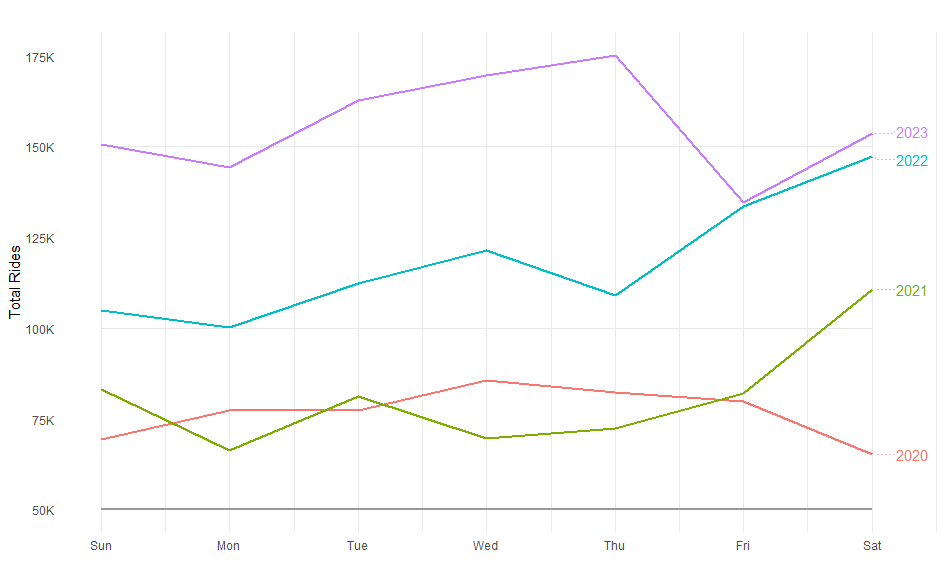 175K
150K
125K
100K
75K
50K
Total Rides
2023
2022
2021
2020
Sun Mon Tue Wed Thu Fri Sat